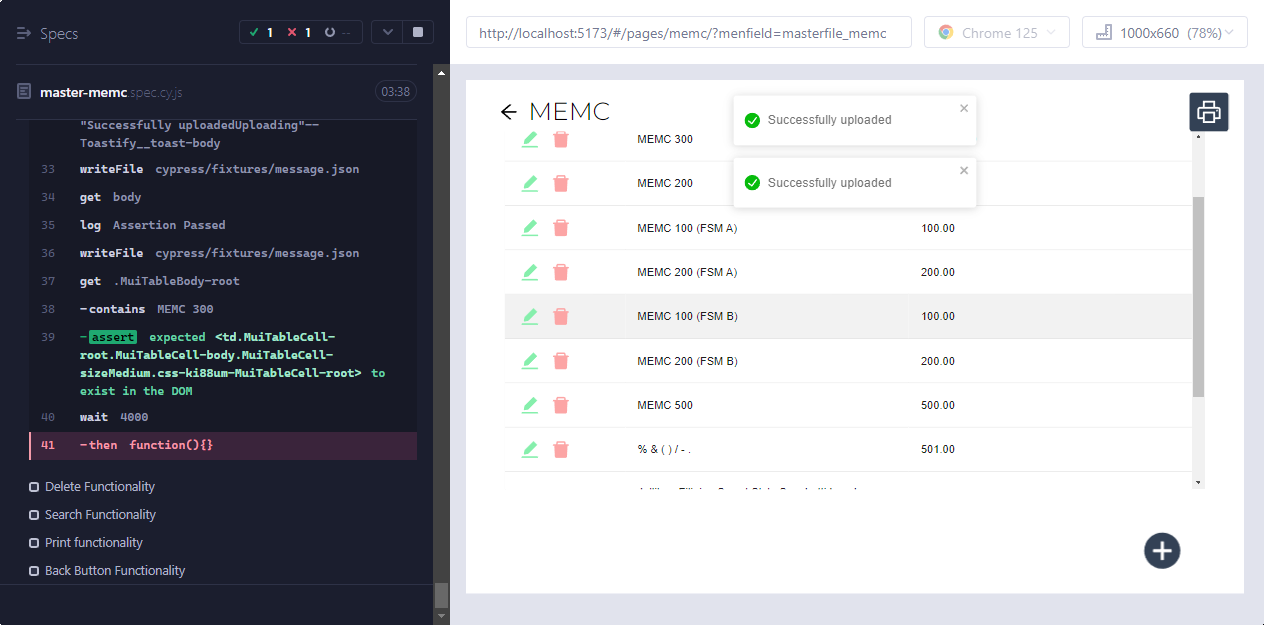 Specs
1
1
--
master-memc.spec.cy.js
03:38
"Successfully uploadedUploading"--
Toastify__toast-body
33 writeFile cypress/fixtures/message.json
34 get body
35 log Assertion Passed
36 writeFile cypress/fixtures/message.json
37 get .MuiTableBody-root
38 -contains MEMC 300
39 -assert expected <td.MuiTableCell-
root.MuiTableCell-body.MuiTableCell-
sizeMedium.css-ki88um-MuiTableCell-root> to
exist in the DOM
40 wait 4000
41 -then function(){}
Delete Functionality
Search Functionality
Print functionality
Back Button Functionality
http://localhost:5173/#/pages/memc/?menfield=masterfile_memc
Chrome 125
1000x660 (78%)
MEMC
Successfully uploaded
Successfully uploaded
MEMC 300
MEMC 200
MEMC 100 (FSM A) 100.00
MEMC 200 (FSM A) 200.00
MEMC 100 (FSM B) 100.00
MEMC 200 (FSM B) 200.00
MEMC 500 500.00
% & ( ) / - . 501.00